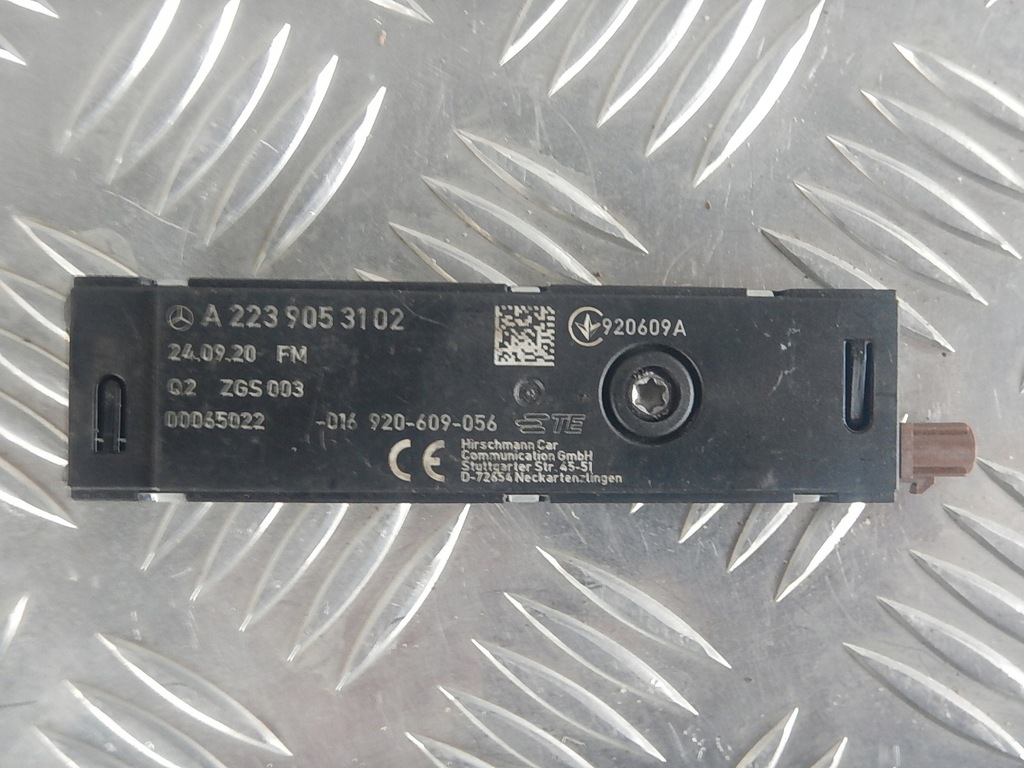 A 223 905 31 02
24.09.20 FM
Q2 ZGS 003
00065022 -016 920-609-056 TE
920609A
CE
Hirschmann Car
Communication GmbH
Stuttgarter Str. 45-51
D-72654 Neckartenzlingen